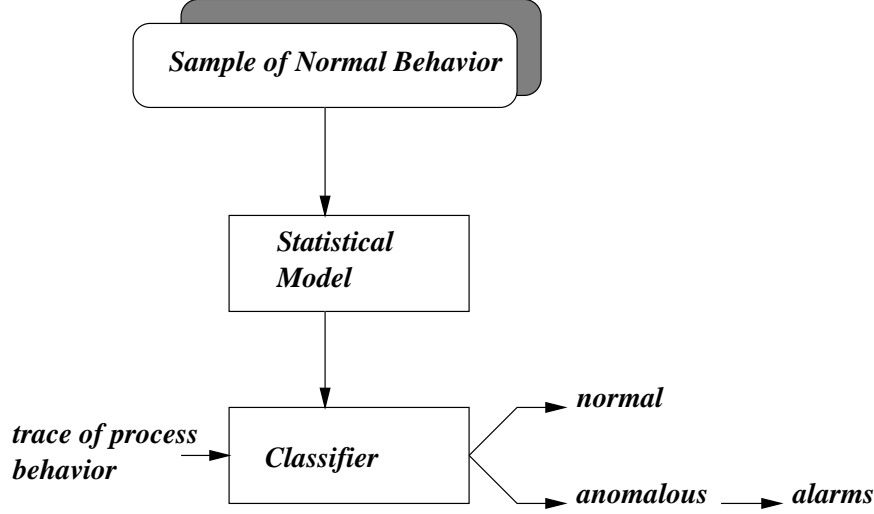 Sample of Normal Behavior
Statistical
Model
normal
trace of process
behavior
Classifier
anomalous
alarms